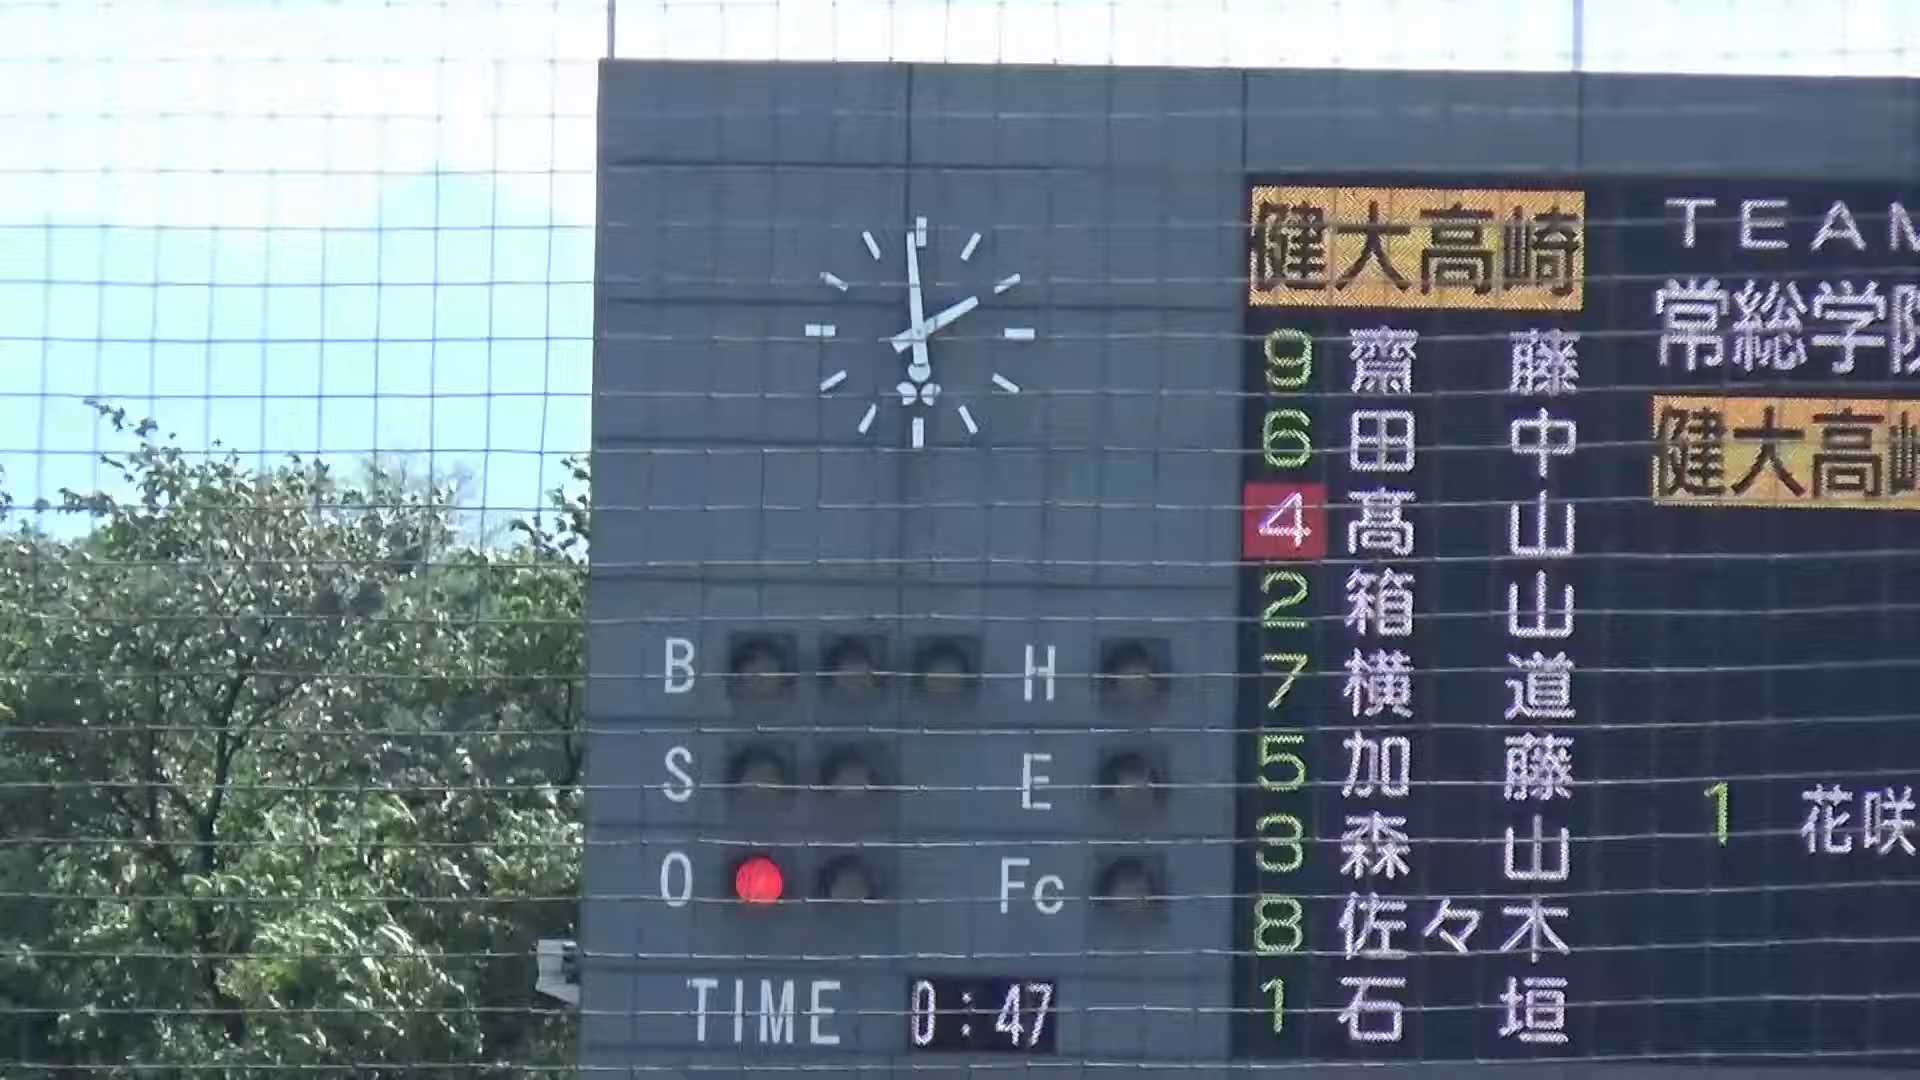 健大高崎
9 齋藤
6 田中
4 髙山
2 箱山
7 横道
5 加藤
3 森山
8 佐々木
1 石垣
TEAM
常総学院
健大高崎
1 花咲
B H
S E
O Fc
TIME 0:47